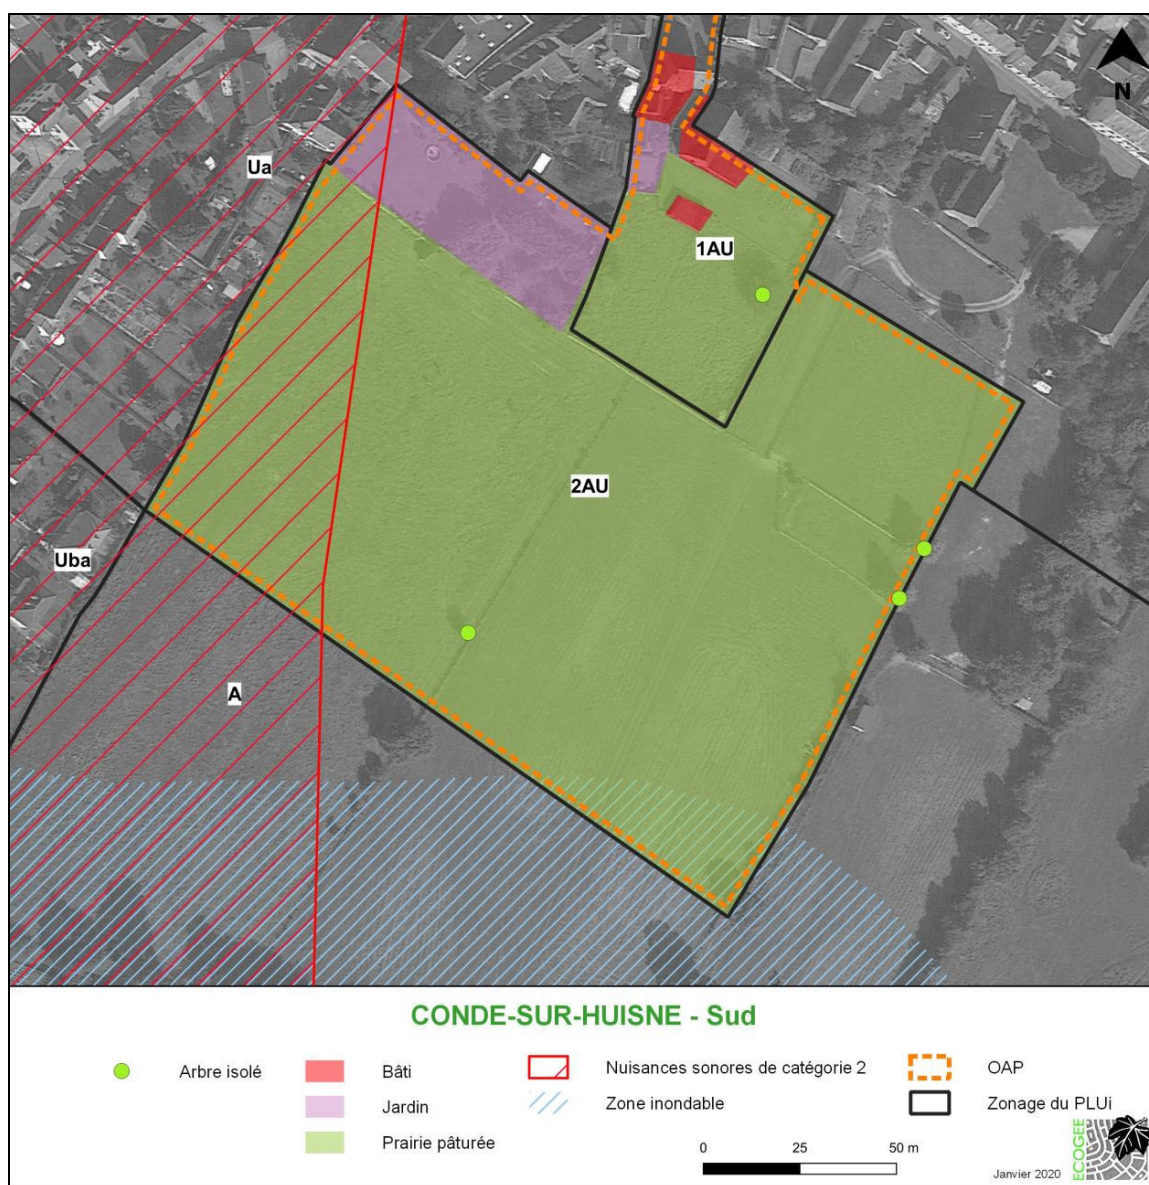 N
Ua
1AU
2AU
Uba
A
CONDE-SUR-HUISNE - Sud
Arbre isolé
Bâti
Nuisances sonores de catégorie 2
OAP
Jardin
Zone inondable
Zonage du PLUi
Prairie pâturée
0 25 50 m
Janvier 2020
ECOGEE